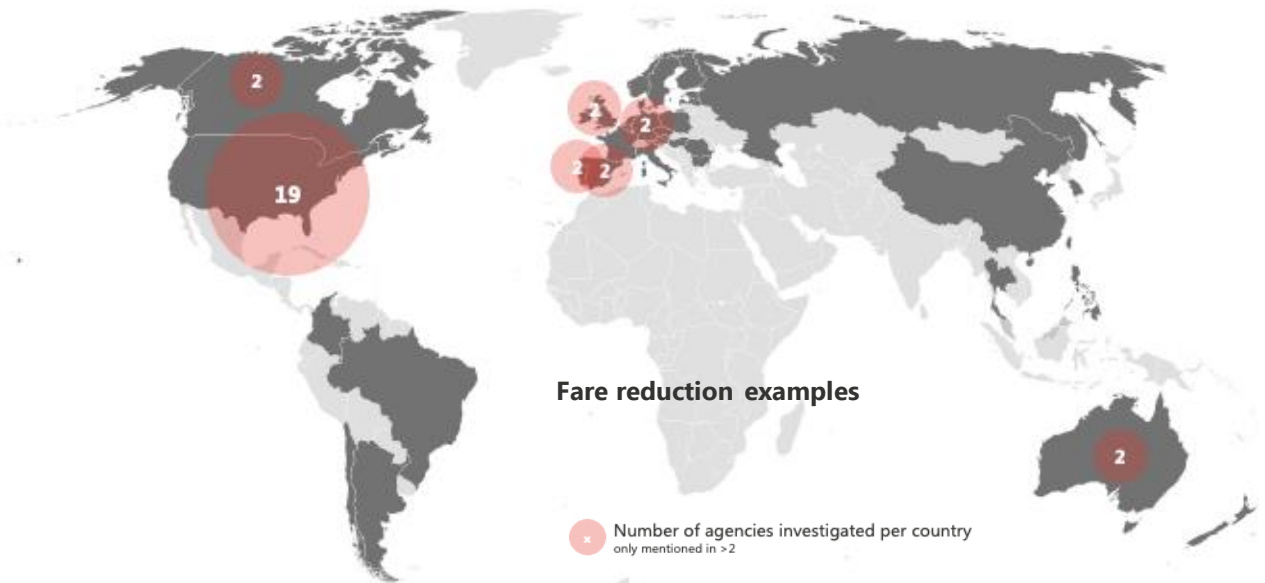 2
2
2
2
2
19
Fare reduction examples
2
x
Number of agencies investigated per country
only mentioned in >2